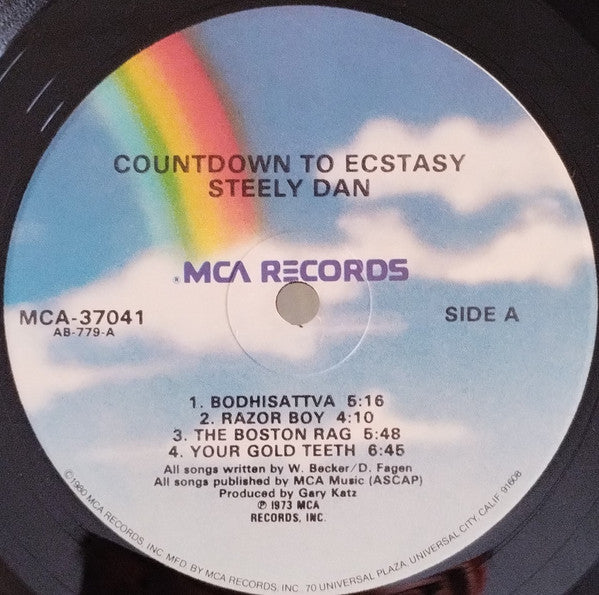 COUNTDOWN TO ECSTASY
STEELY DAN
® MCA RECORDS
MCA-37041
AB-779-A
SIDE A
1. BODHISATTVA 5:16
2. RAZOR BOY 4:10
3. THE BOSTON RAG 5:48
4. YOUR GOLD TEETH 6:45
All songs written by W. Becker/D. Fagen
All songs published by MCA Music (ASCAP)
Produced by Gary Katz
℗ 1973 MCA
RECORDS, INC.
©1980 MCA RECORDS, INC. MFD. BY MCA RECORDS, INC. 70 UNIVERSAL PLAZA, UNIVERSAL CITY, CALIF. 91608